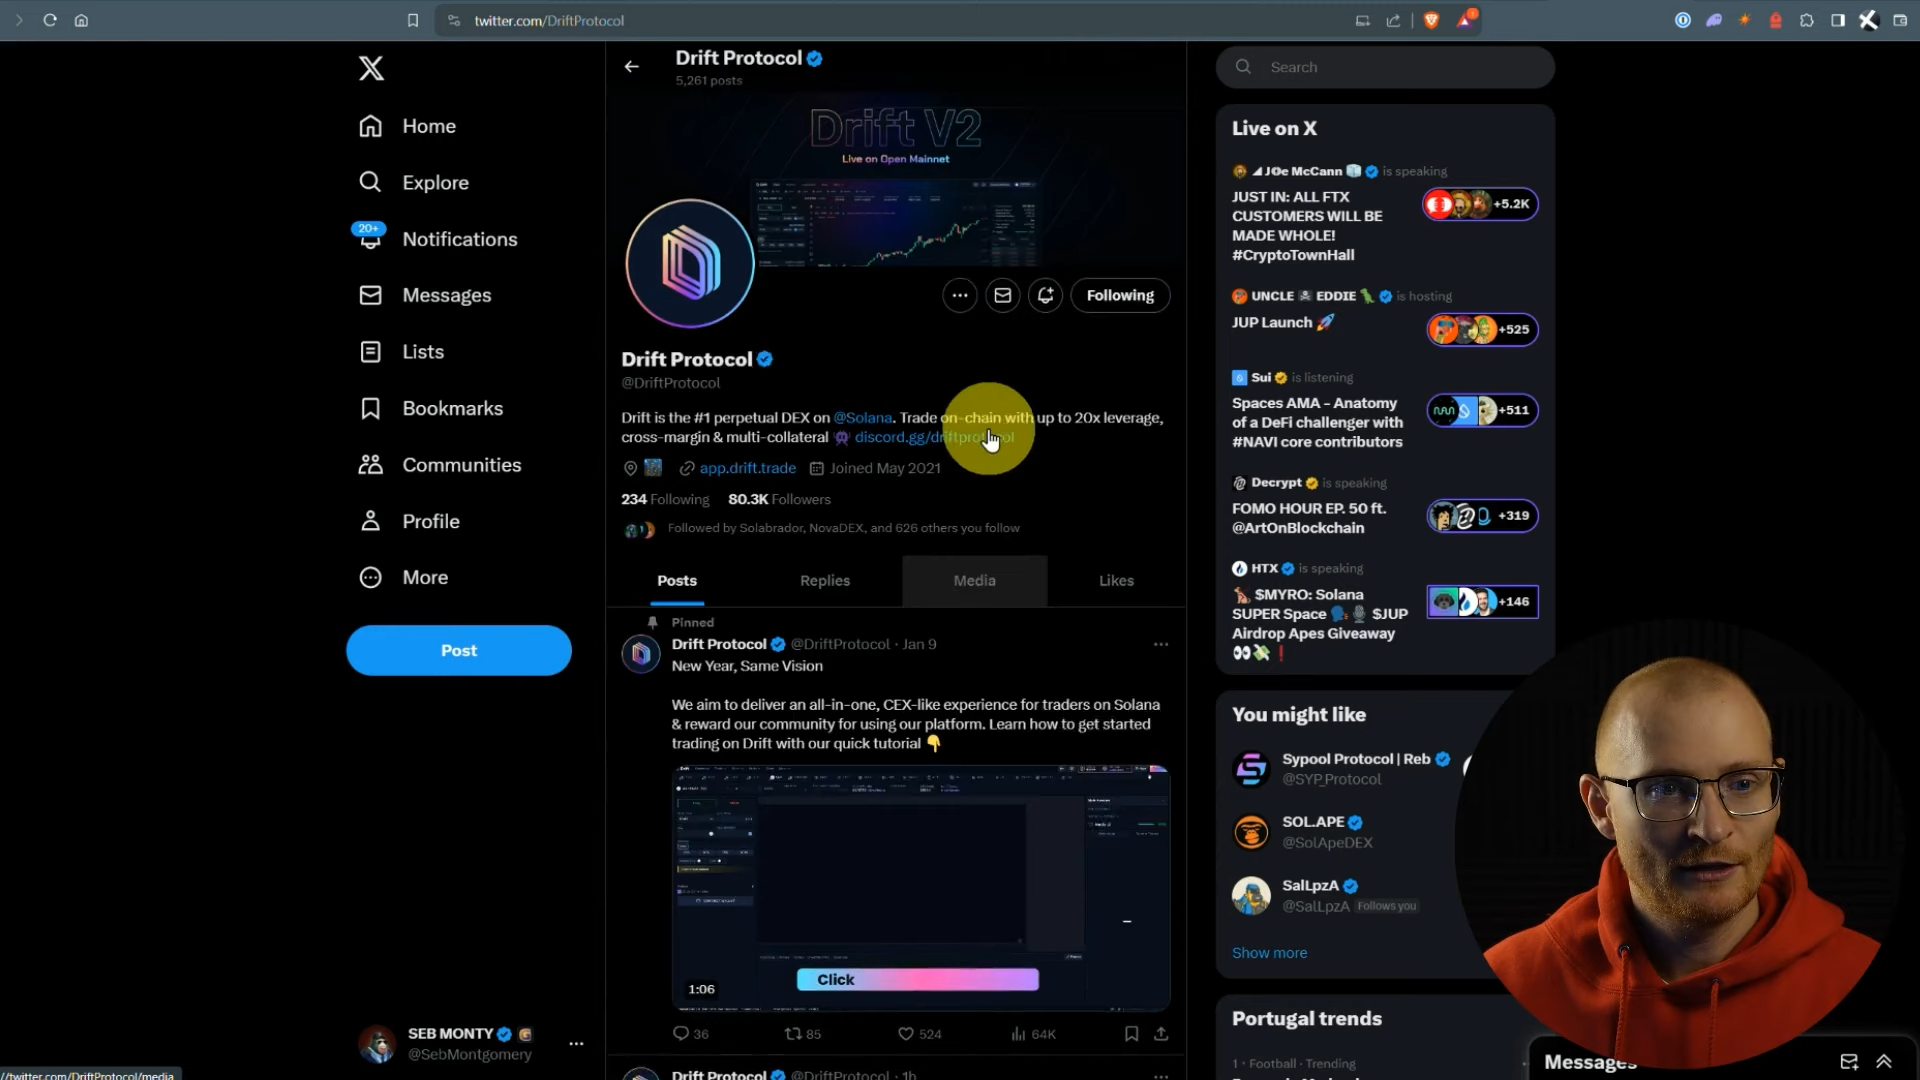 twitter.com/DriftProtocol
Drift Protocol
5,261 posts
Home
Explore
20+
Notifications
Messages
Lists
Bookmarks
Communities
Profile
More
Post
SEB MONTY
@SebMontgomery
Drift V2
Live on Open Mainnet
Following
Drift Protocol
@DriftProtocol
Drift is the #1 perpetual DEX on @Solana. Trade on-chain with up to 20x leverage,
cross-margin & multi-collateral 👾 discord.gg/driftprotocol
app.drift.trade Joined May 2021
234 Following 80.3K Followers
Followed by Solabrador, NovaDEX, and 626 others you follow
Posts Replies Media Likes
Pinned
Drift Protocol @DriftProtocol · Jan 9
New Year, Same Vision
We aim to deliver an all-in-one, CEX-like experience for traders on Solana
& reward our community for using our platform. Learn how to get started
trading on Drift with our quick tutorial 👇
Click
1:06
36 85 524 64K
Drift Protocol @DriftProtocol · 1h
Search
Live on X
J0e McCann 🧊 is speaking
JUST IN: ALL FTX
CUSTOMERS WILL BE
MADE WHOLE!
#CryptoTownHall
+5.2K
UNCLE ☠ EDDIE 🦖 is hosting
JUP Launch 🚀
+525
Sui is listening
Spaces AMA - Anatomy
of a DeFi challenger with
#NAVI core contributors
+511
Decrypt is speaking
FOMO HOUR EP. 50 ft.
@ArtOnBlockchain
+319
HTX is speaking
🐕 $MYRO: Solana
SUPER Space 🗣️🎙️ $JUP
Airdrop Apes Giveaway
👀💸❗
+146
You might like
Sypool Protocol | Reb
@SYP_Protocol
SOL.APE
@SolApeDEX
SalLpzA
@SalLpzA Follows you
Show more
Portugal trends
1 · Football · Trending
Messages
//twitter.com/DriftProtocol/media